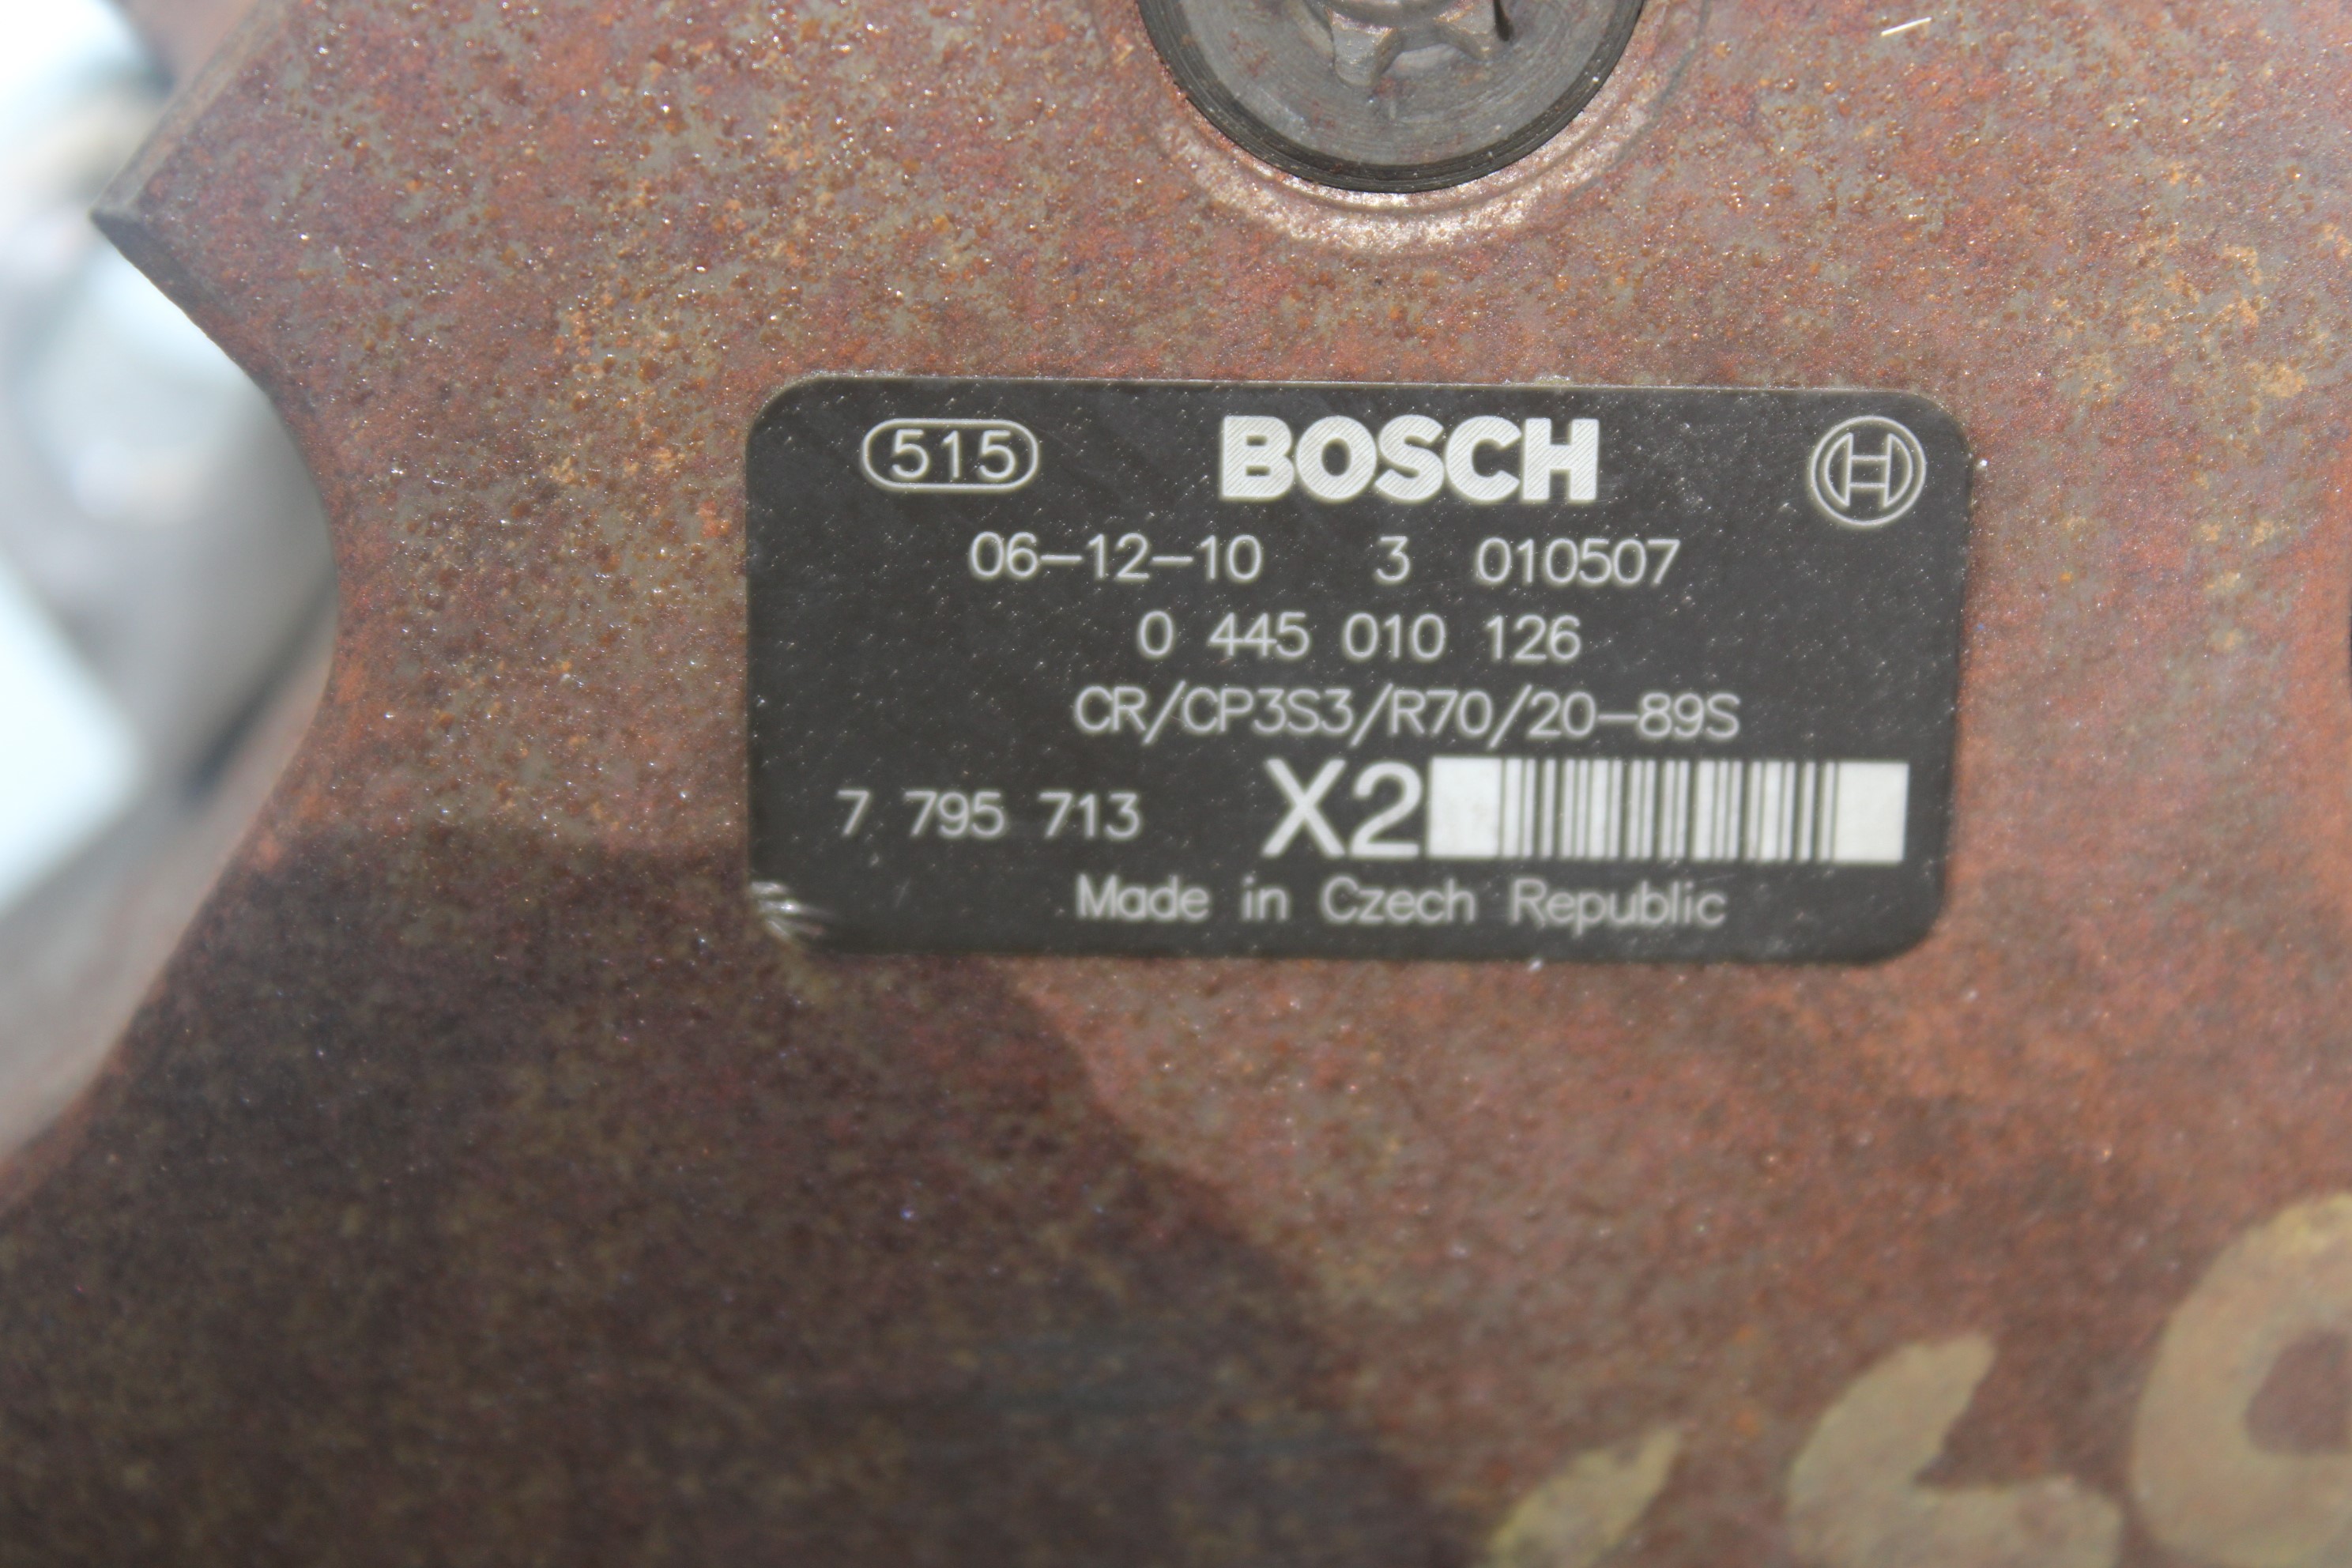 515 BOSCH
06-12-10 3 010507
0 445 010 126
CR/CP3S3/R70/20-89S
7 795 713 X2
Made in Czech Republic